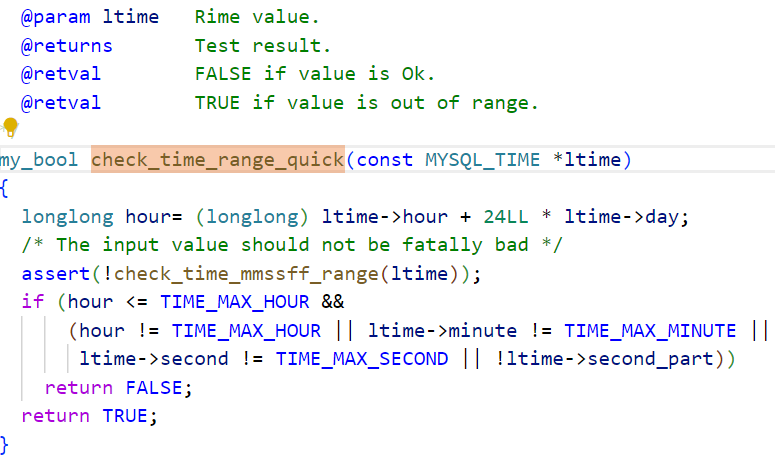 @param ltime   Rime value.
@returns       Test result.
@retval        FALSE if value is Ok.
@retval        TRUE if value is out of range.
my_bool check_time_range_quick(const MYSQL_TIME *ltime)
{
  longlong hour= (longlong) ltime->hour + 24LL * ltime->day;
  /* The input value should not be fatally bad */
  assert(!check_time_mmssff_range(ltime));
  if (hour <= TIME_MAX_HOUR &&
      (hour != TIME_MAX_HOUR || ltime->minute != TIME_MAX_MINUTE ||
       ltime->second != TIME_MAX_SECOND || !ltime->second_part))
    return FALSE;
  return TRUE;
}